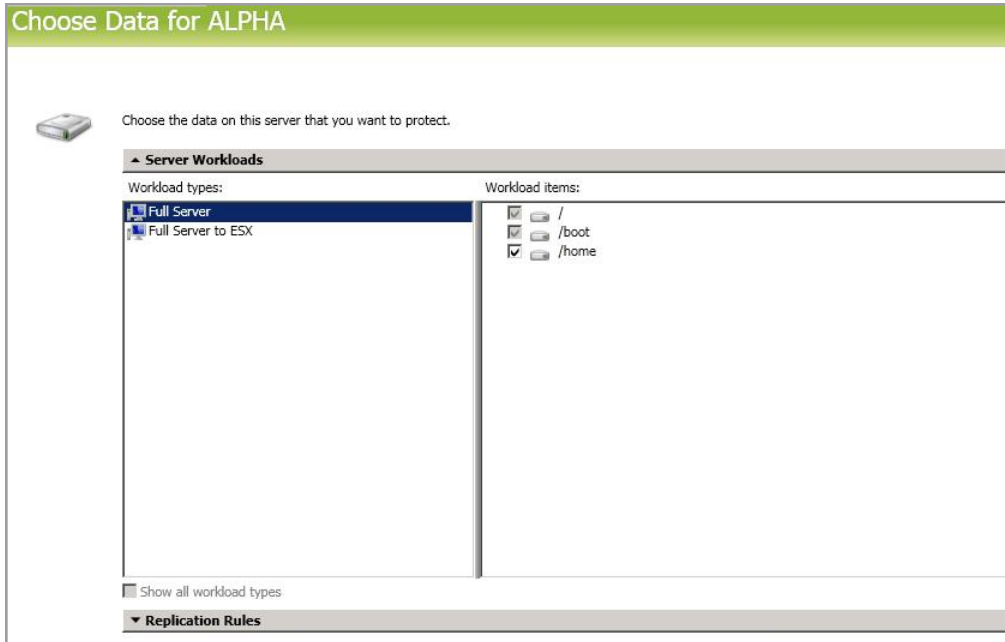 Choose Data for ALPHA
Choose the data on this server that you want to protect.
Server Workloads
Workload types:
Full Server
Full Server to ESX
Workload items:
/
/boot
/home
Show all workload types
Replication Rules